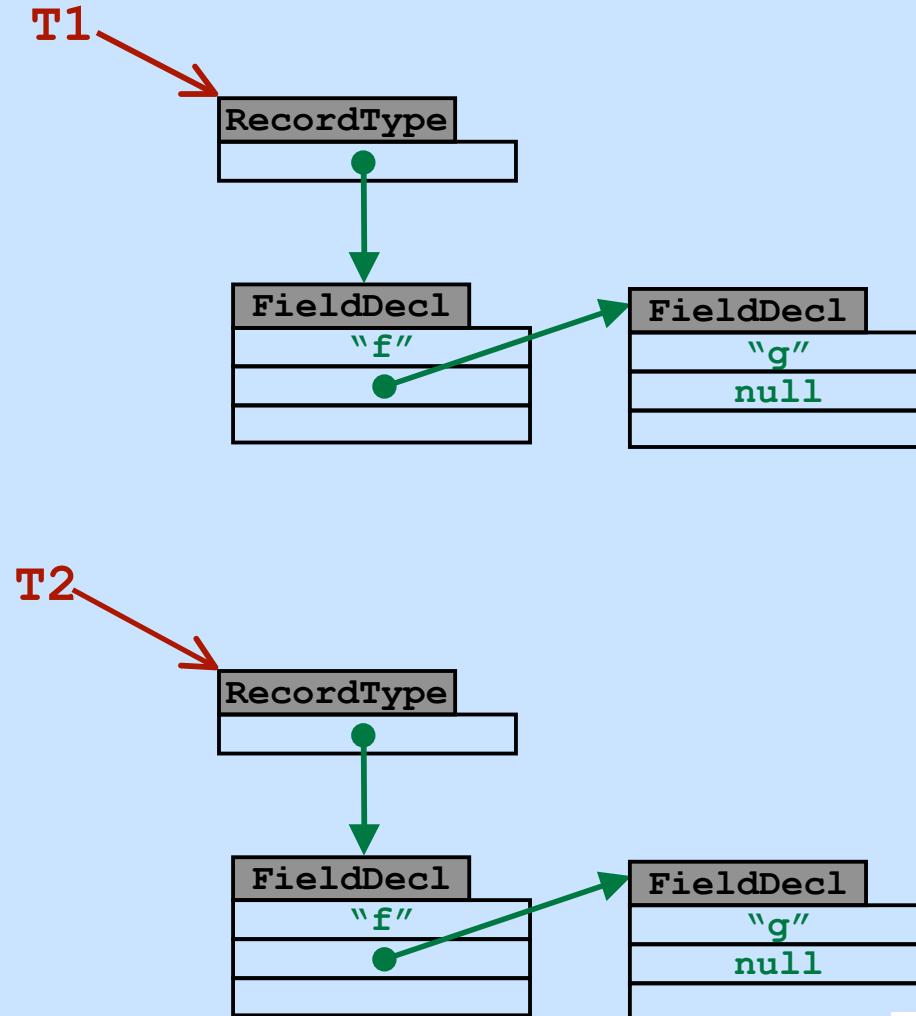 T1
RecordType
FieldDecl
“f”
FieldDecl
“g”
null
T2
RecordType
FieldDecl
“f”
FieldDecl
“g”
null